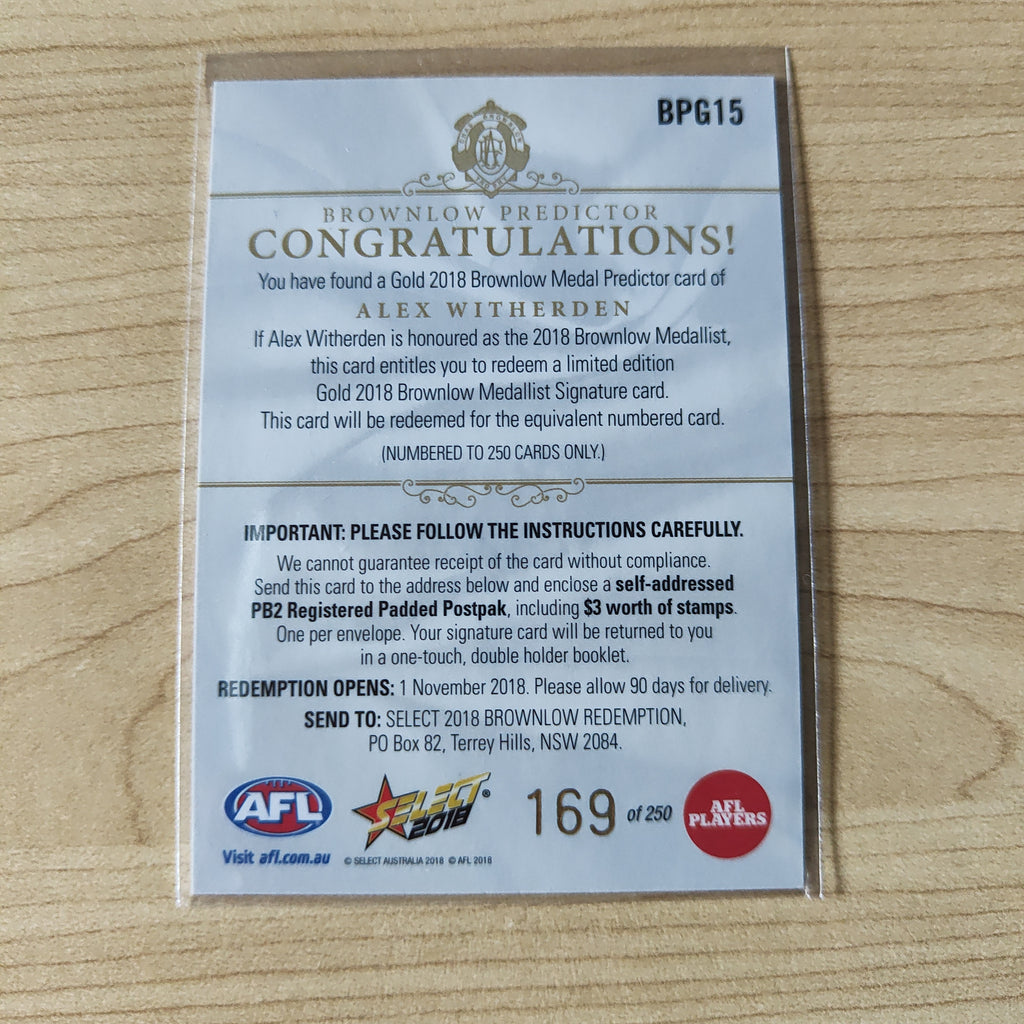 BPG15
BROWNLOW PREDICTOR
CONGRATULATIONS!
You have found a Gold 2018 Brownlow Medal Predictor card of
ALEX WITHERDEN
If Alex Witherden is honoured as the 2018 Brownlow Medallist,
this card entitles you to redeem a limited edition
Gold 2018 Brownlow Medallist Signature card.
This card will be redeemed for the equivalent numbered card.
(NUMBERED TO 250 CARDS ONLY.)
IMPORTANT: PLEASE FOLLOW THE INSTRUCTIONS CAREFULLY.
We cannot guarantee receipt of the card without compliance.
Send this card to the address below and enclose a self-addressed
PB2 Registered Padded Postpak, including $3 worth of stamps.
One per envelope. Your signature card will be returned to you
in a one-touch, double holder booklet.
REDEMPTION OPENS: 1 November 2018. Please allow 90 days for delivery.
SEND TO: SELECT 2018 BROWNLOW REDEMPTION,
PO Box 82, Terrey Hills, NSW 2084.
AFL
SELECT®
2018
169 of 250
AFL
PLAYERS
Visit afl.com.au
© SELECT AUSTRALIA 2018 © AFL 2018